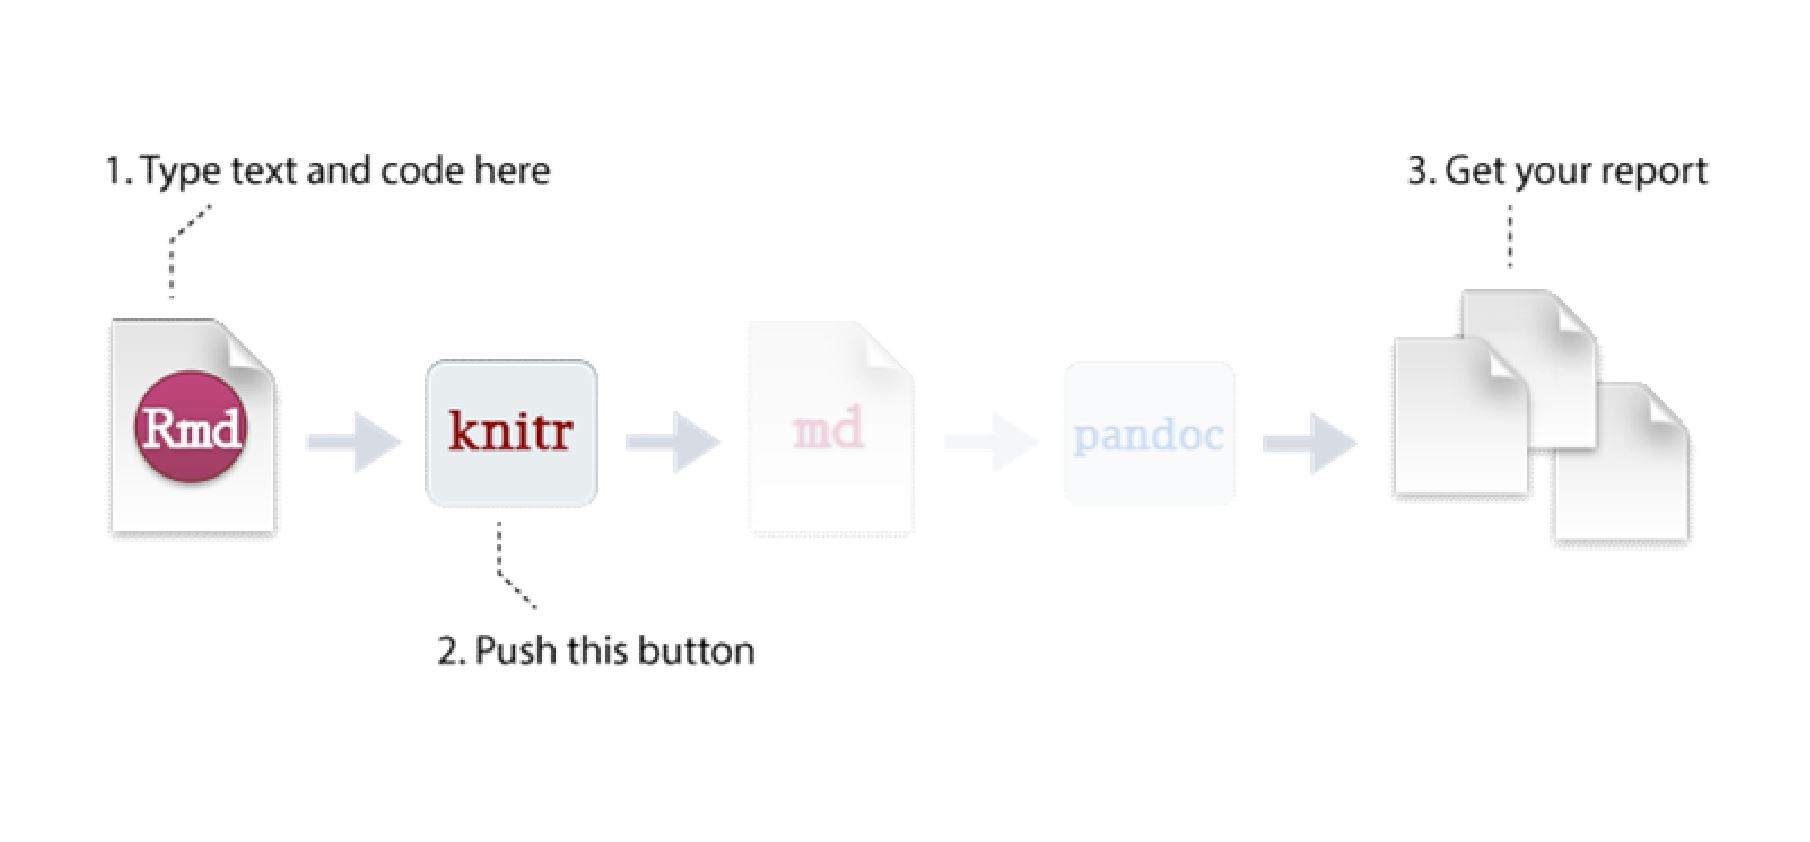 1. Type text and code here
3. Get your report
Rmd
knitr
md
pandoc
2. Push this button